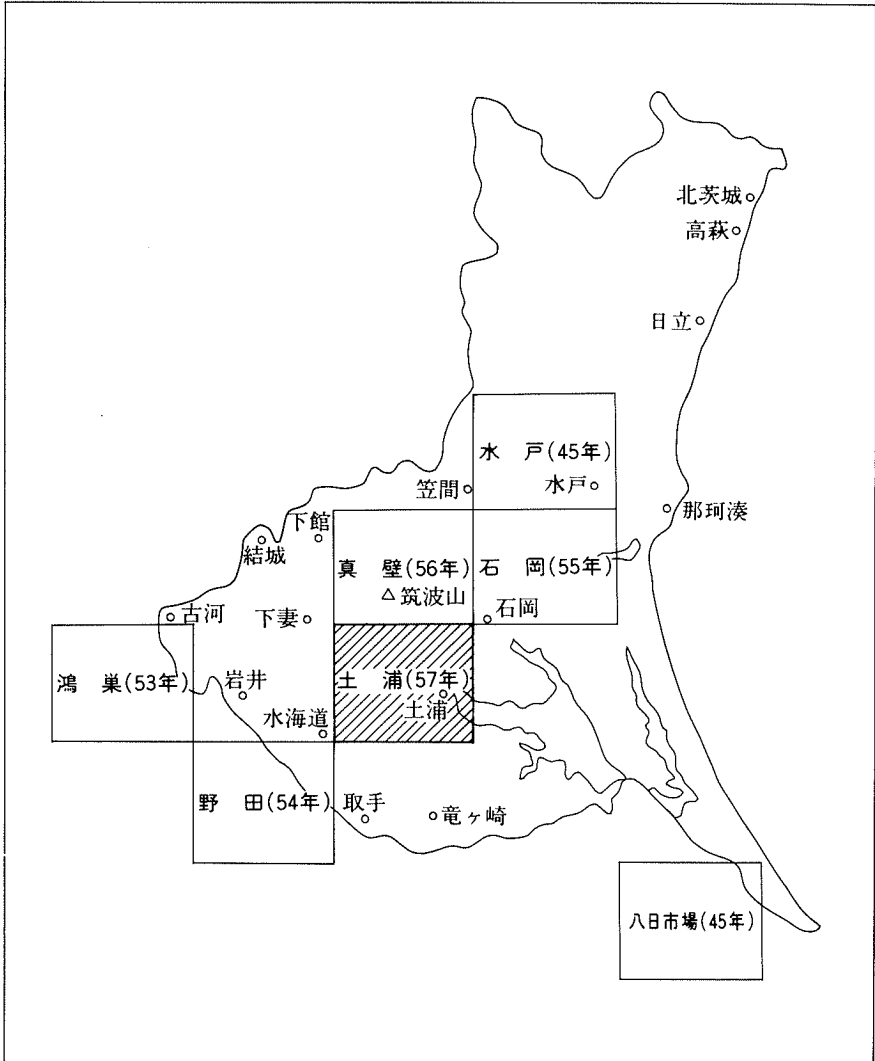 北茨城
高萩
日立
水　戸(45年)
水戸
笠間
那珂湊
下館
結城
真　壁(56年)
石　岡(55年)
△筑波山
石岡
古河
下妻
鴻　巣(53年)
岩井
土　浦(57年)
土浦
水海道
野　田(54年)
取手
竜ヶ崎
八日市場(45年)